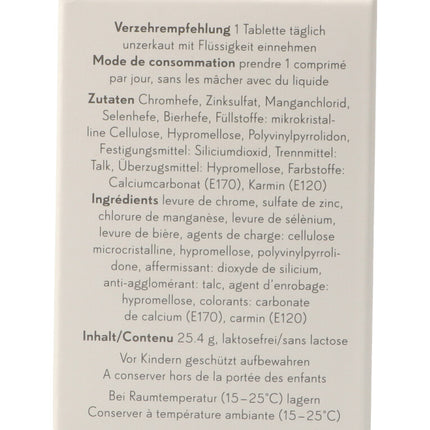 Verzehrempfehlung 1 Tablette täglich
unzerkaut mit Flüssigkeit einnehmen
Mode de consommation prendre 1 comprimé
par jour, sans les mâcher avec du liquide
Zutaten Chromhefe, Zinksulfat, Manganchlorid,
Selenhefe, Bierhefe, Füllstoffe: mikrokristal-
line Cellulose, Hypromellose, Polyvinylpyrrolidon,
Festigungsmittel: Siliciumdioxid, Trennmittel:
Talk, Überzugsmittel: Hypromellose, Farbstoffe:
Calciumcarbonat (E170), Karmin (E120)
Ingrédients levure de chrome, sulfate de zinc,
chlorure de manganèse, levure de sélènium,
levure de bière, agents de charge: cellulose
microcristalline, hypromellose, polyvinylpyrroli-
done, affermissant: dioxyde de silicium,
anti-agglomérant: talc, agent d'enrobage:
hypromellose, colorants: carbonate
de calcium (E170), carmin (E120)
Inhalt/Contenu 25.4 g, laktosefrei/sans lactose
Vor Kindern geschützt aufbewahren
A conserver hors de la portée des enfants
Bei Raumtemperatur (15–25°C) lagern
Conserver à température ambiante (15–25°C)